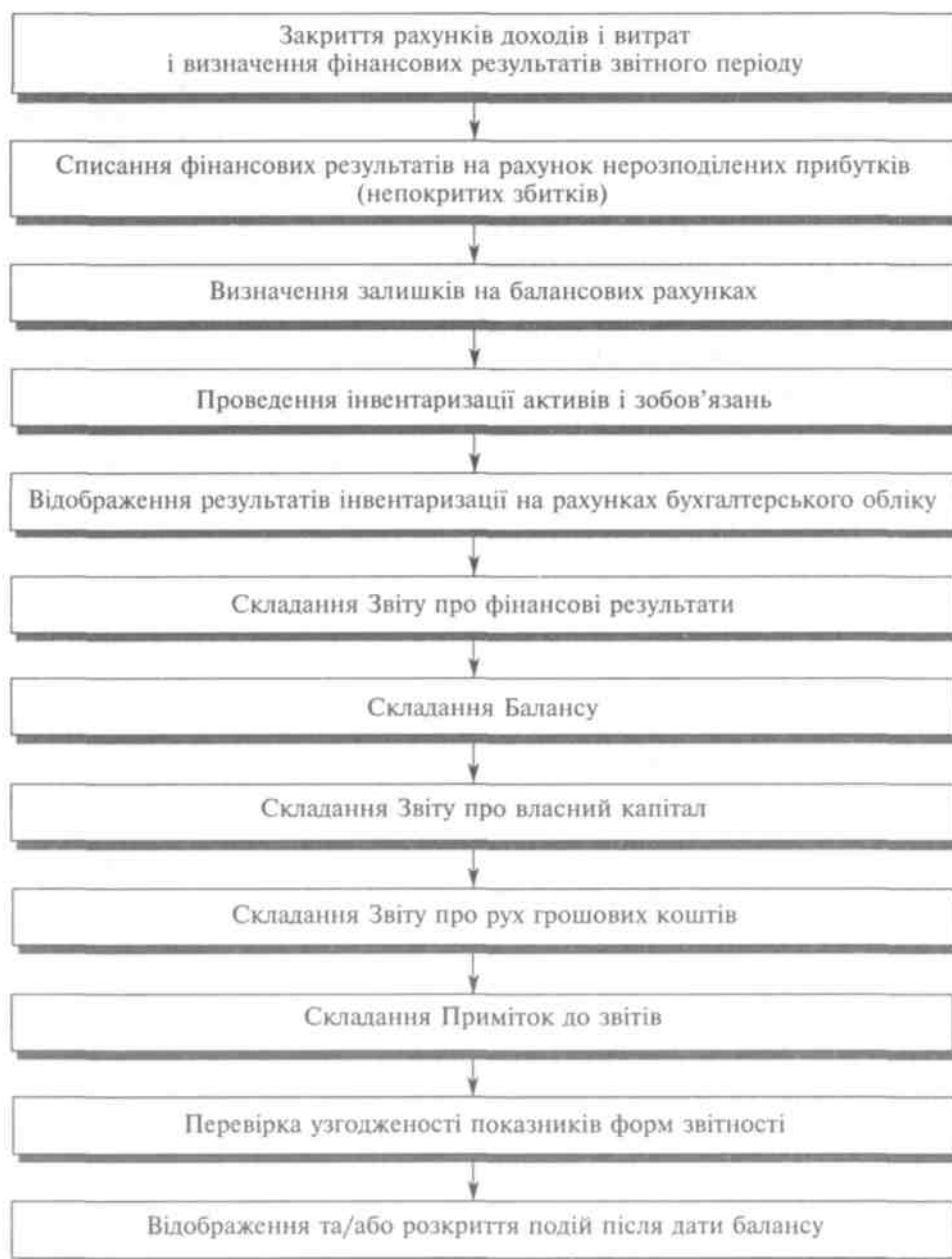 Закриття рахунків доходів і витрат
і визначення фінансових результатів звітного періоду
Списання фінансових результатів на рахунок нерозподілених прибутків
(непокритих збитків)
Визначення залишків на балансових рахунках
Проведення інвентаризації активів і зобов'язань
Відображення результатів інвентаризації на рахунках бухгалтерського обліку
Складання Звіту про фінансові результати
Складання Балансу
Складання Звіту про власний капітал
Складання Звіту про рух грошових коштів
Складання Приміток до звітів
Перевірка узгодженості показників форм звітності
Відображення та/або розкриття подій після дати балансу